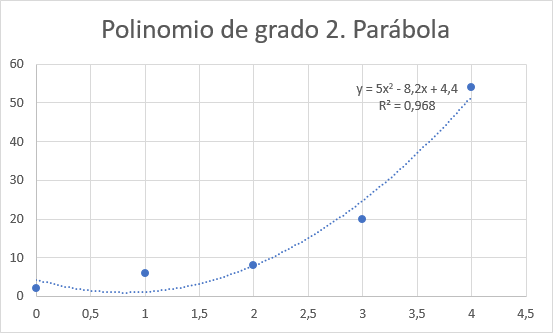 Polinomio de grado 2. Parábola
60
50
40
30
20
10
0
y = 5x² - 8,2x + 4,4
R² = 0,968
0 0,5 1 1,5 2 2,5 3 3,5 4 4,5